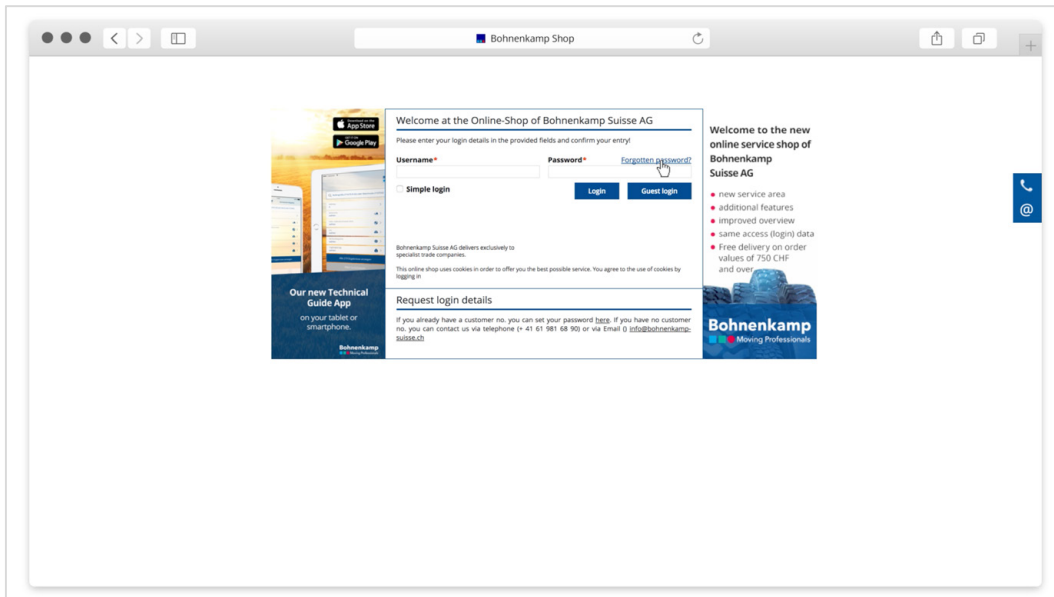 Bohnenkamp Shop
Download on the
App Store
GET IT ON
Google Play
Our new Technical
Guide App
on your tablet or
smartphone.
Bohnenkamp
Moving Professionals
Welcome at the Online-Shop of Bohnenkamp Suisse AG
Please enter your login details in the provided fields and confirm your entry!
Username*
Password*
Forgotten password?
Simple login
Login
Guest login
Bohnenkamp Suisse AG delivers exclusively to
specialist trade companies.
This online shop uses cookies in order to offer you the best possible service. You agree to the use of cookies by
logging in
Request login details
If you already have a customer no. you can set your password here. If you have no customer
no. you can contact us via telephone (+ 41 61 981 68 90) or via Email () info@bohnenkamp-
suisse.ch
Welcome to the new
online service shop of
Bohnenkamp
Suisse AG
• new service area
• additional features
• improved overview
• same access (login) data
• Free delivery on order
values of 750 CHF
and over
Bohnenkamp
Moving Professionals
@